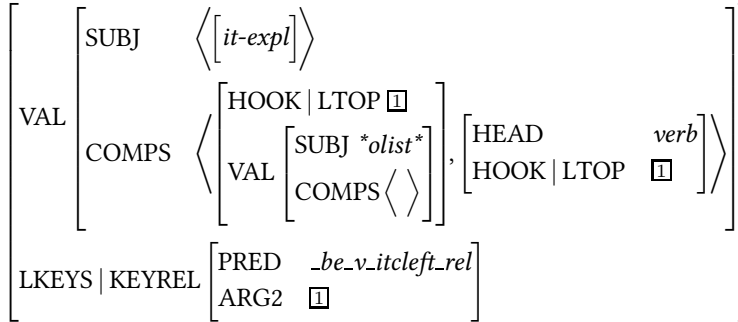 SUBJ ⟨[it-expl]⟩
HOOK | LTOP 1
VAL
SUBJ *olist*
HEAD verb
COMPS
VAL
,
HOOK | LTOP 1
COMPS ⟨ ⟩
PRED _be_v_itcleft_rel
LKEYS | KEYREL
ARG2 1